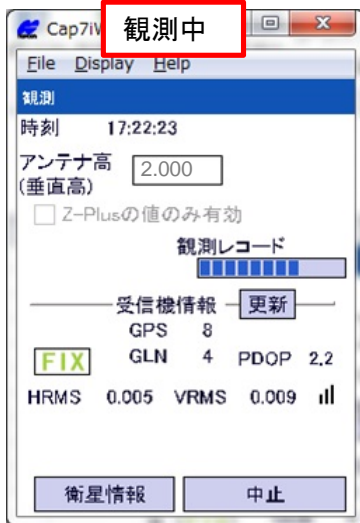 Cap7iW
観測中
File Display Help
観測
時刻 17:22:23
アンテナ高 2.000
(垂直高)
Z-Plusの値のみ有効
観測レコード
受信機情報 更新
GPS 8
FIX GLN 4 PDOP 2.2
HRMS 0.005 VRMS 0.009
衛星情報 中止